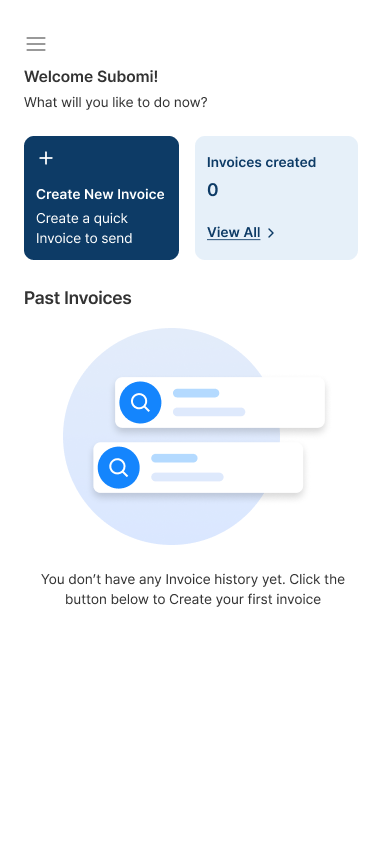 Welcome Subomi!
What will you like to do now?
Create New Invoice
Create a quick
Invoice to send
Invoices created
0
View All
Past Invoices
You don’t have any Invoice history yet. Click the
button below to Create your first invoice